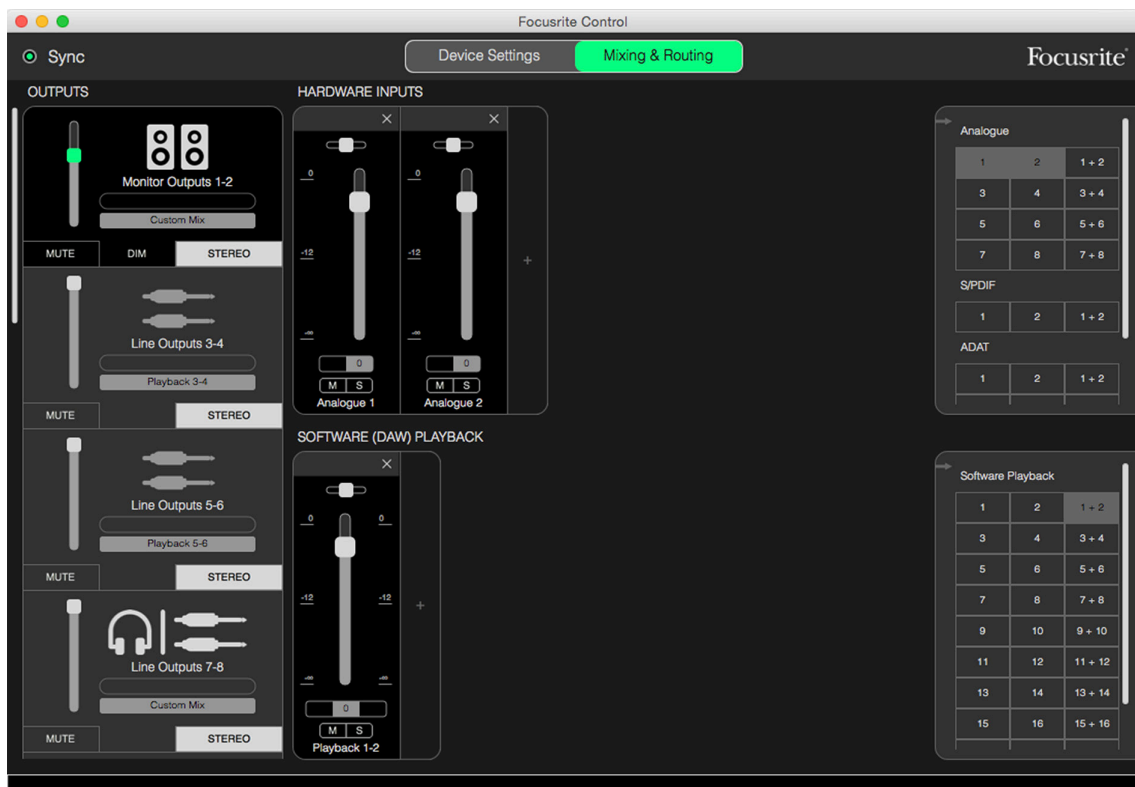 Focusrite Control
Sync
Device Settings
Mixing & Routing
Focusrite®
OUTPUTS
Monitor Outputs 1-2
Custom Mix
MUTE DIM STEREO
Line Outputs 3-4
Playback 3-4
MUTE STEREO
Line Outputs 5-6
Playback 5-6
MUTE STEREO
Line Outputs 7-8
Custom Mix
MUTE STEREO
HARDWARE INPUTS
0 0
-12 -12
-∞ -∞
0 0
M S M S
Analogue 1 Analogue 2
+
SOFTWARE (DAW) PLAYBACK
0 0
-12 -12
-∞ -∞
0
M S
Playback 1-2
+
Analogue
1 2 1 + 2
3 4 3 + 4
5 6 5 + 6
7 8 7 + 8
S/PDIF
1 2 1 + 2
ADAT
1 2 1 + 2
Software Playback
1 2 1 + 2
3 4 3 + 4
5 6 5 + 6
7 8 7 + 8
9 10 9 + 10
11 12 11 + 12
13 14 13 + 14
15 16 15 + 16